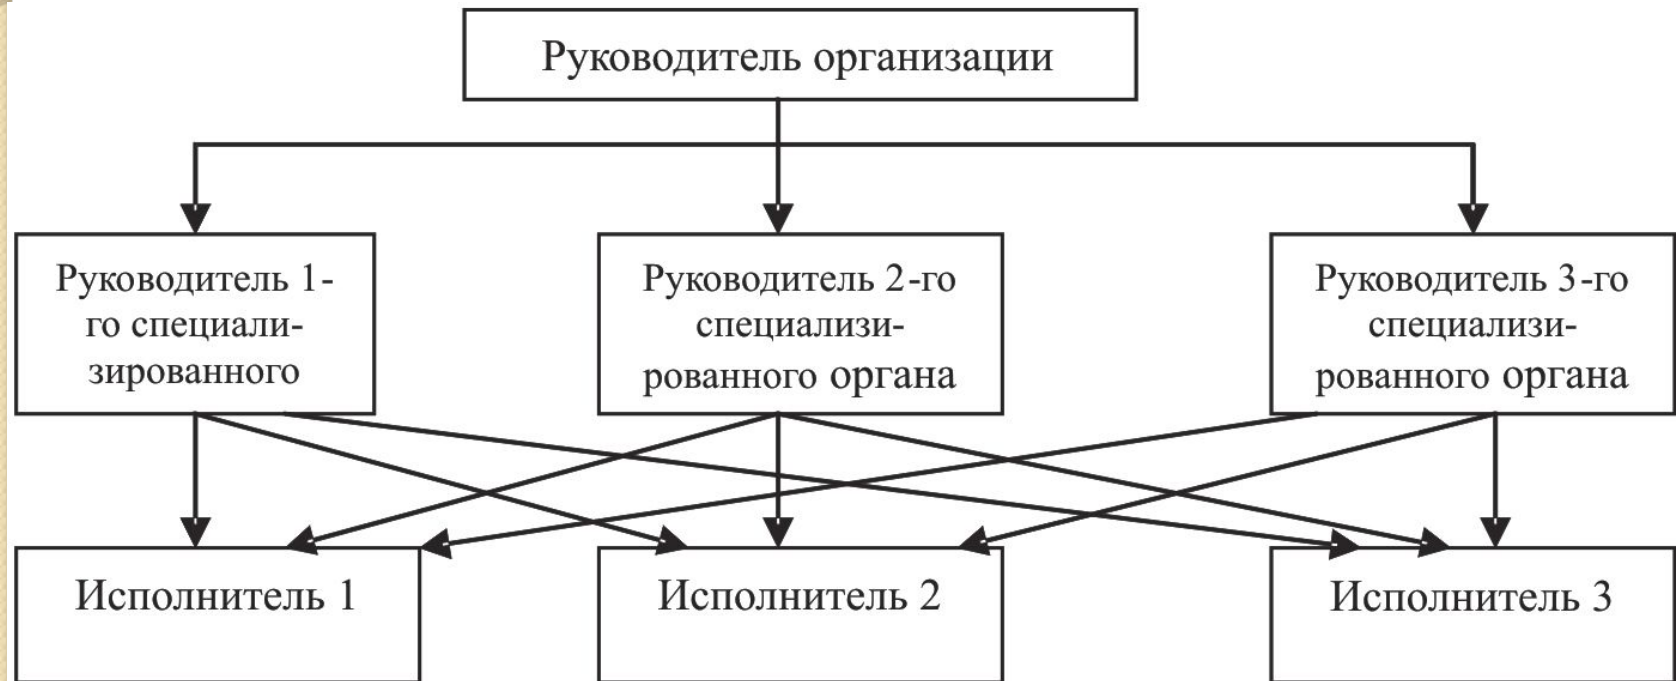 Руководитель организации
Руководитель 1-
го специали-
зированного
Руководитель 2-го
специализи-
рованного органа
Руководитель 3-го
специализи-
рованного органа
Исполнитель 1
Исполнитель 2
Исполнитель 3